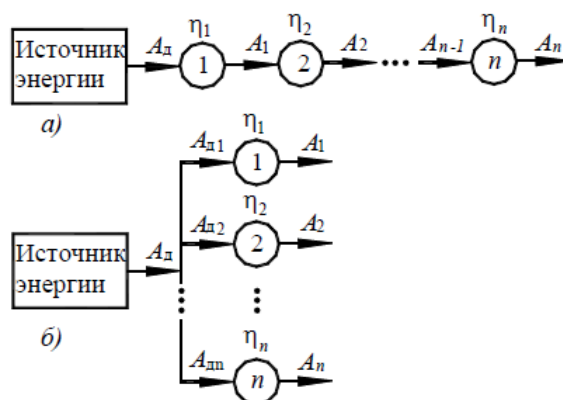 η1 η2 ηn
Источник Aд A1 A2 An-1 An
энергии 1 2 n
а)
η1
Aд1 A1
1
η2
Aд2 A2
Источник Aд 2
энергии
б)
ηn
Aдn An
n